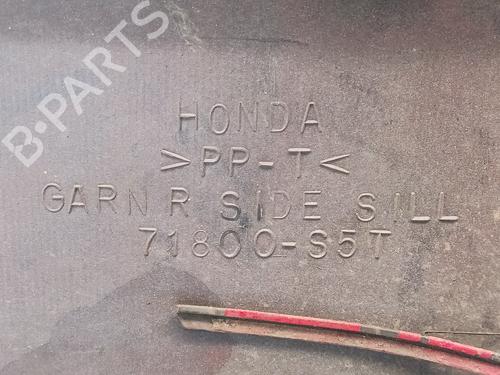 B-PARTS
HONDA
>PP-T<
GARN R SIDE SILL
71800-S5T